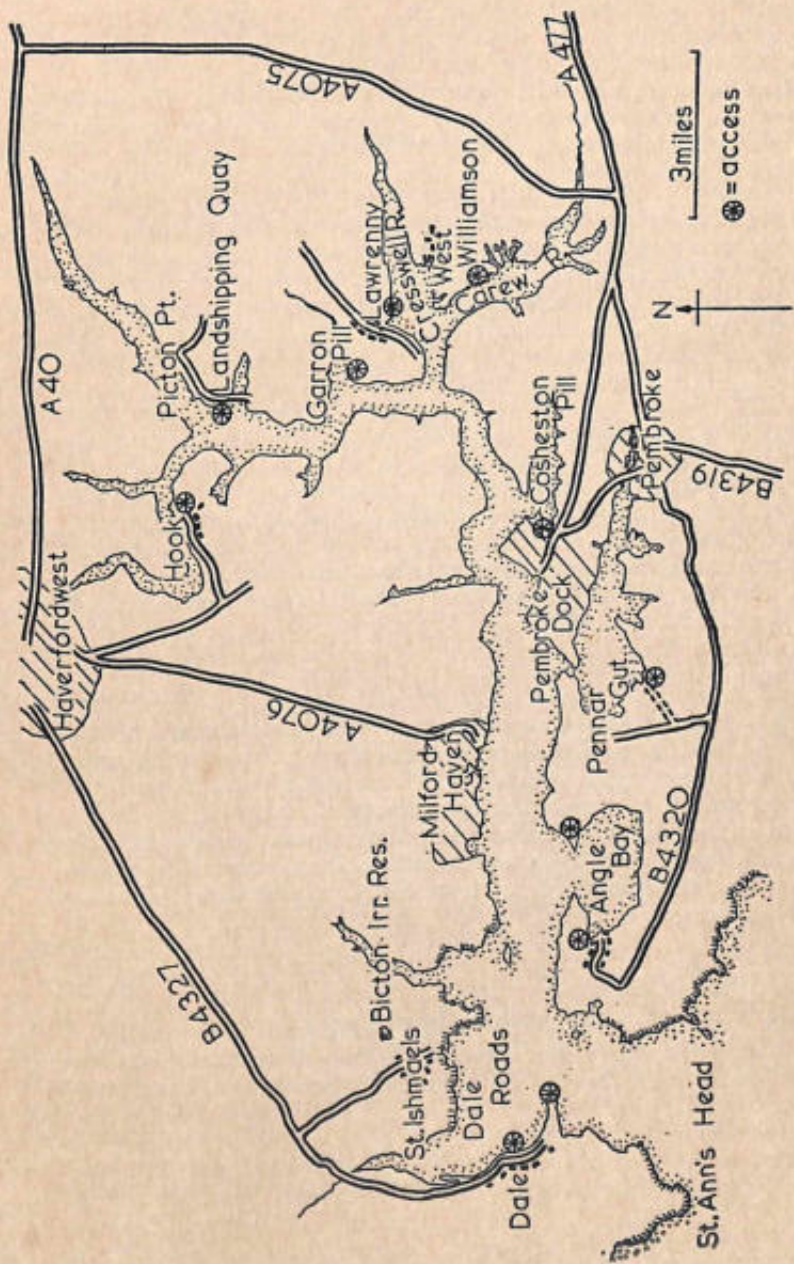 A40
A4075
A477
Haverfordwest
Picton Pt.
Landshipping Quay
Hook
B4327
A4076
Garron
Pill
Lawrenny
Cresswell R.
West
Williamson
Carew
Bicton Irr. Res.
St.Ishmaels
Milford
Haven
Cosheston
Pill
Dale
Roads
Dale
Pembroke
Dock
Pembroke
Pennar
Gut
Angle
Bay
B4320
B4319
St.Ann's Head
N
3miles
= access